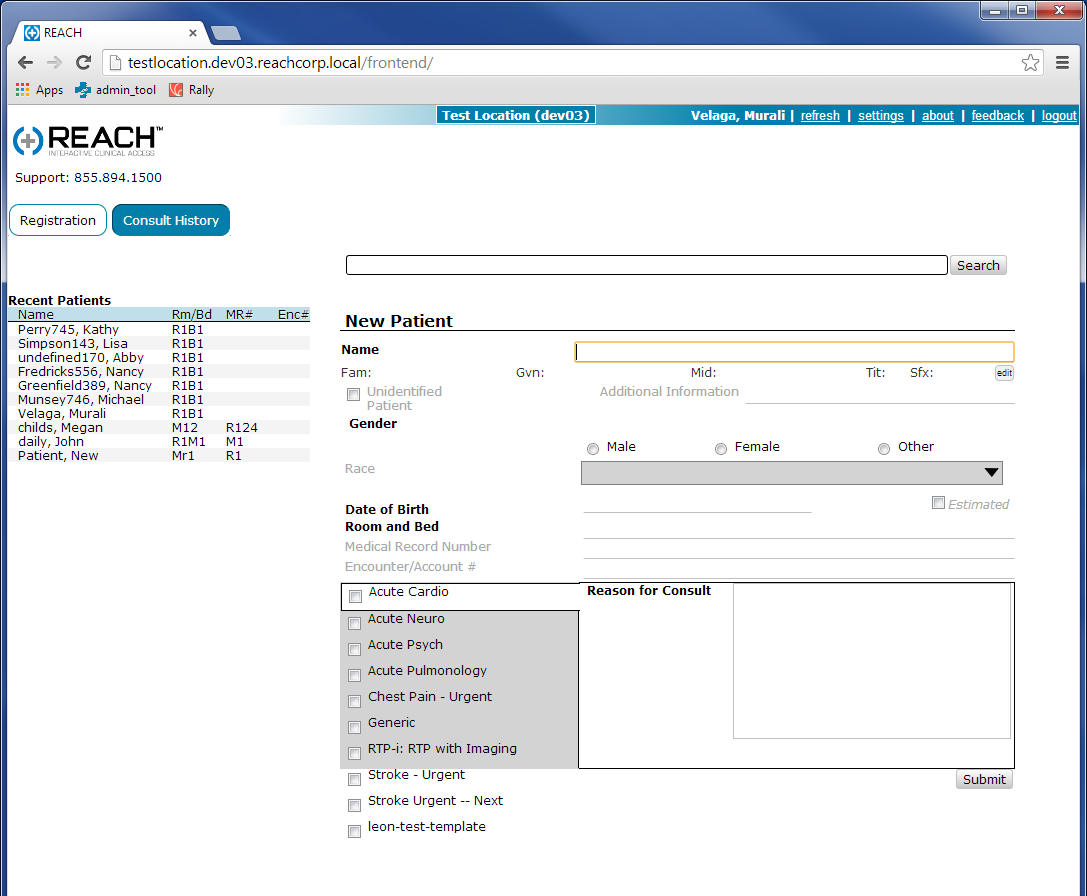 REACH
testlocation.dev03.reachcorp.local/frontend/
Apps admin_tool Rally
Test Location (dev03) Velaga, Murali | refresh | settings | about | feedback | logout
REACH™
INTERACTIVE CLINICAL ACCESS
Support: 855.894.1500
Registration Consult History
Search
Recent Patients
Name Rm/Bd MR# Enc#
Perry745, Kathy R1B1
Simpson143, Lisa R1B1
undefined170, Abby R1B1
Fredricks556, Nancy R1B1
Greenfield389, Nancy R1B1
Munsey746, Michael R1B1
Velaga, Murali R1B1
childs, Megan M12 R124
daily, John R1M1 M1
Patient, New Mr1 R1
New Patient
Name
Fam: Gvn: Mid: Tit: Sfx: edit
Unidentified Patient Additional Information
Gender
Male Female Other
Race
Date of Birth Estimated
Room and Bed
Medical Record Number
Encounter/Account #
Acute Cardio Reason for Consult
Acute Neuro
Acute Psych
Acute Pulmonology
Chest Pain - Urgent
Generic
RTP-i: RTP with Imaging
Stroke - Urgent Submit
Stroke Urgent -- Next
leon-test-template